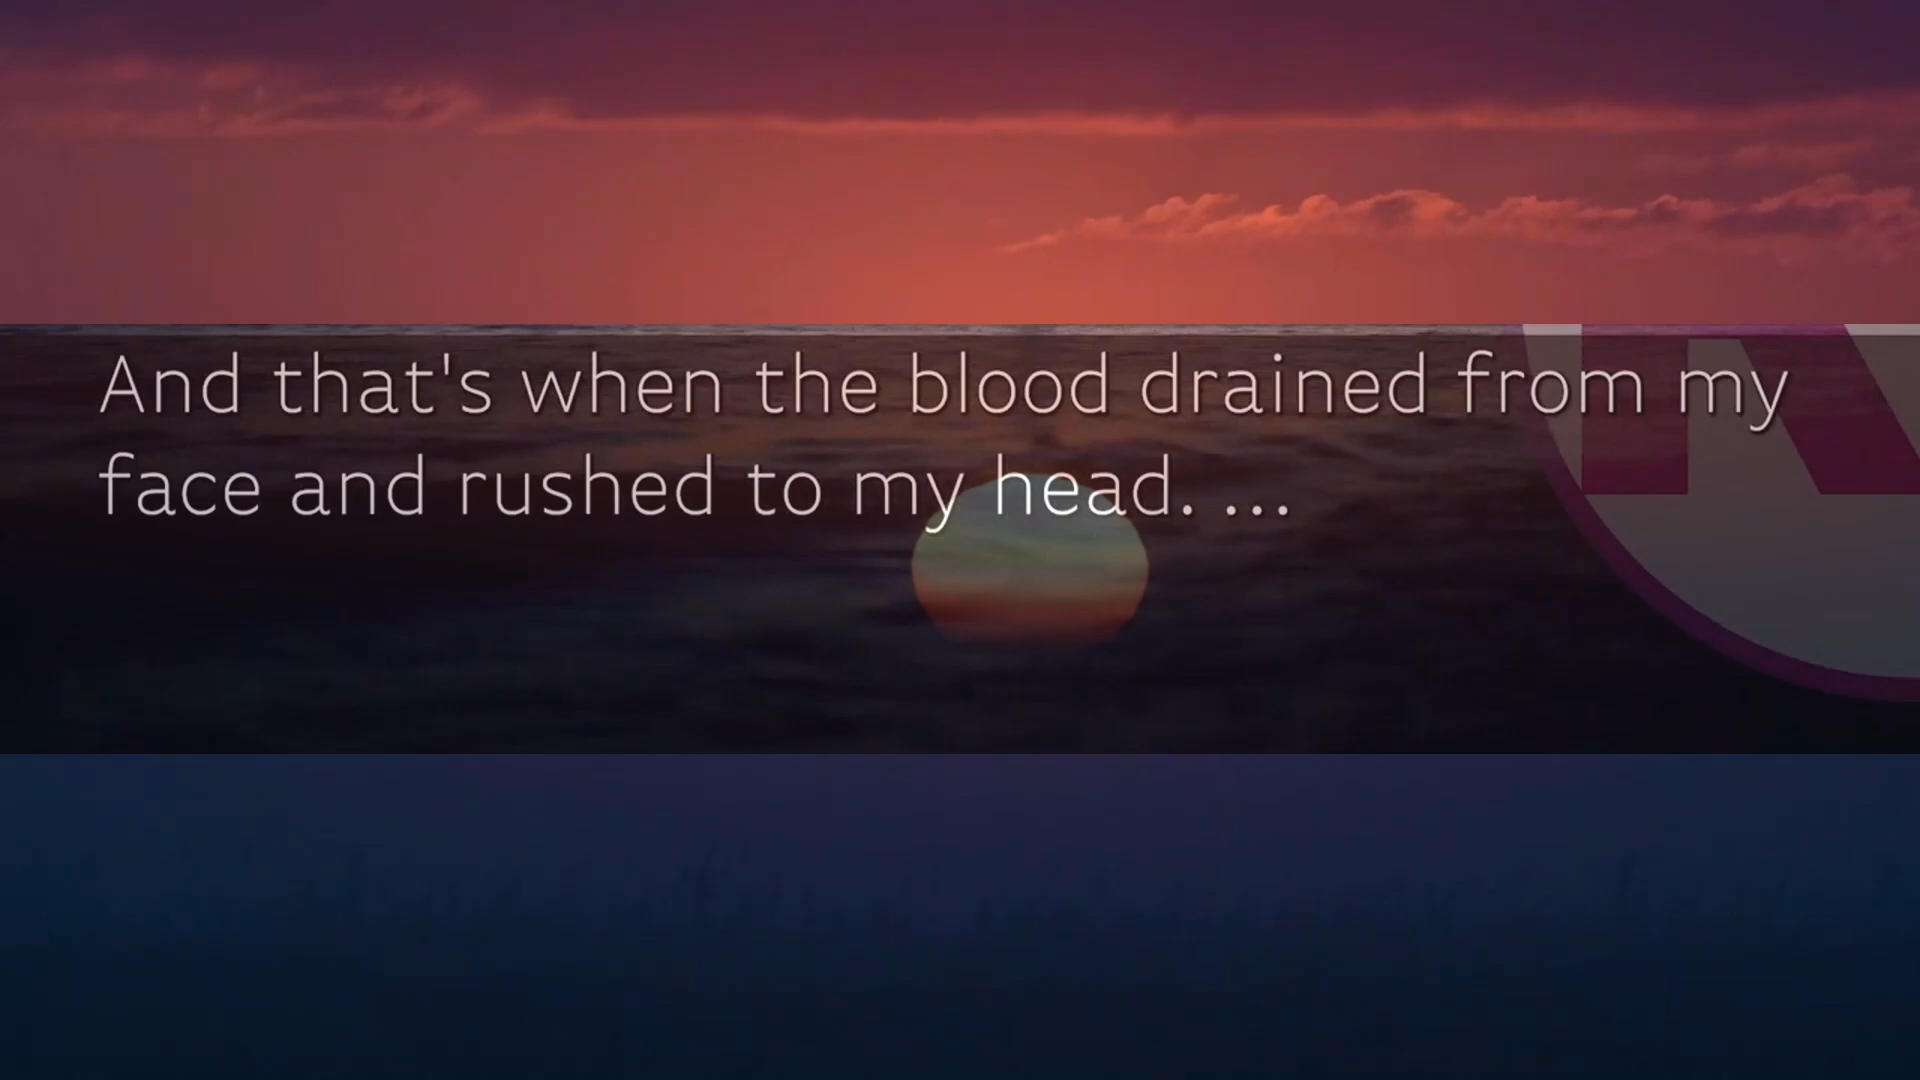 And that's when the blood drained from my
face and rushed to my head. ...